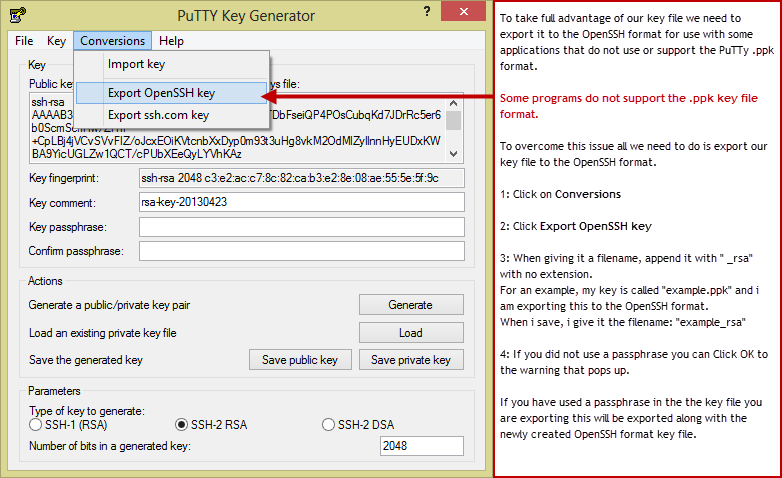 PuTTY Key Generator
?
File Key Conversions Help
Import key
Export OpenSSH key
Export ssh.com key
Key
Public key
ys file:
ssh-rsa
+CpLBj4jVCvSVvFIZ/oJcxEOiKVtcnbXxDyp0m93t3uHg8vkM2OdMIZyIlnnHyEUDxKW
BA9YicUGLZw1QCT/cPUbXEeQyLYVhKAz
Key fingerprint: ssh-rsa 2048 c3:e2:ac:c7:8c:82:ca:b3:e2:8e:08:ae:55:5e:5f:9c
Key comment: rsa-key-20130423
Key passphrase:
Confirm passphrase:
Actions
Generate a public/private key pair Generate
Load an existing private key file Load
Save the generated key Save public key Save private key
Parameters
Type of key to generate:
SSH-1 (RSA) SSH-2 RSA SSH-2 DSA
Number of bits in a generated key: 2048
To take full advantage of our key file we need to
export it to the OpenSSH format for use with some
applications that do not use or support the PuTTy .ppk
format.
Some programs do not support the .ppk key file
format.
To overcome this issue all we need to do is export our
key file to the OpenSSH format.
1: Click on Conversions
2: Click Export OpenSSH key
3: When giving it a filename, append it with " _rsa"
with no extension.
For an example, my key is called "example.ppk" and i
am exporting this to the OpenSSH format.
When i save, i give it the filename: "example_rsa"
4: If you did not use a passphrase you can Click OK to
the warning that pops up.
If you have used a passphrase in the the key file you
are exporting this will be exported along with the
newly created OpenSSH format key file.